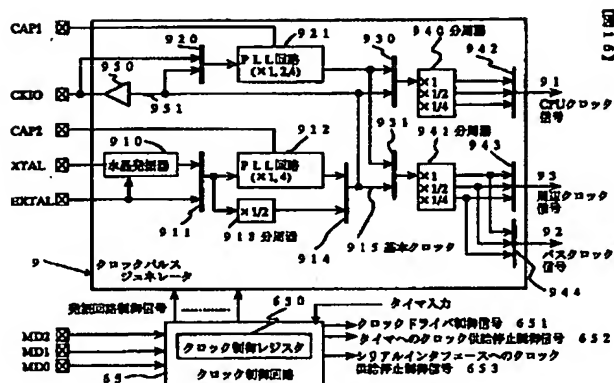 【図16】
CAP1
920
921
PLL回路
(×1,2,4)
930
940 分周器
942
×1
×1/2
×1/4
91
CPUクロック
信号
950
951
CKIO
CAP2
910
912
931
941 分周器
943
XTAL
水晶発振器
PLL回路
(×1,4)
×1
×1/2
×1/4
93
周辺クロック
信号
EXTAL
×1/2
911
913 分周器
914
915 基本クロック
92
バスクロック
信号
944
9
クロックパルス
ジェネレータ
発振回路制御信号
630
タイマ入力
MD2
MD1
MD0
クロック制御レジスタ
クロック制御回路
65
クロックドライバ制御信号 651
タイマへのクロック供給停止制御信号 652
シリアルインタフェースへのクロック
供給停止制御信号 653